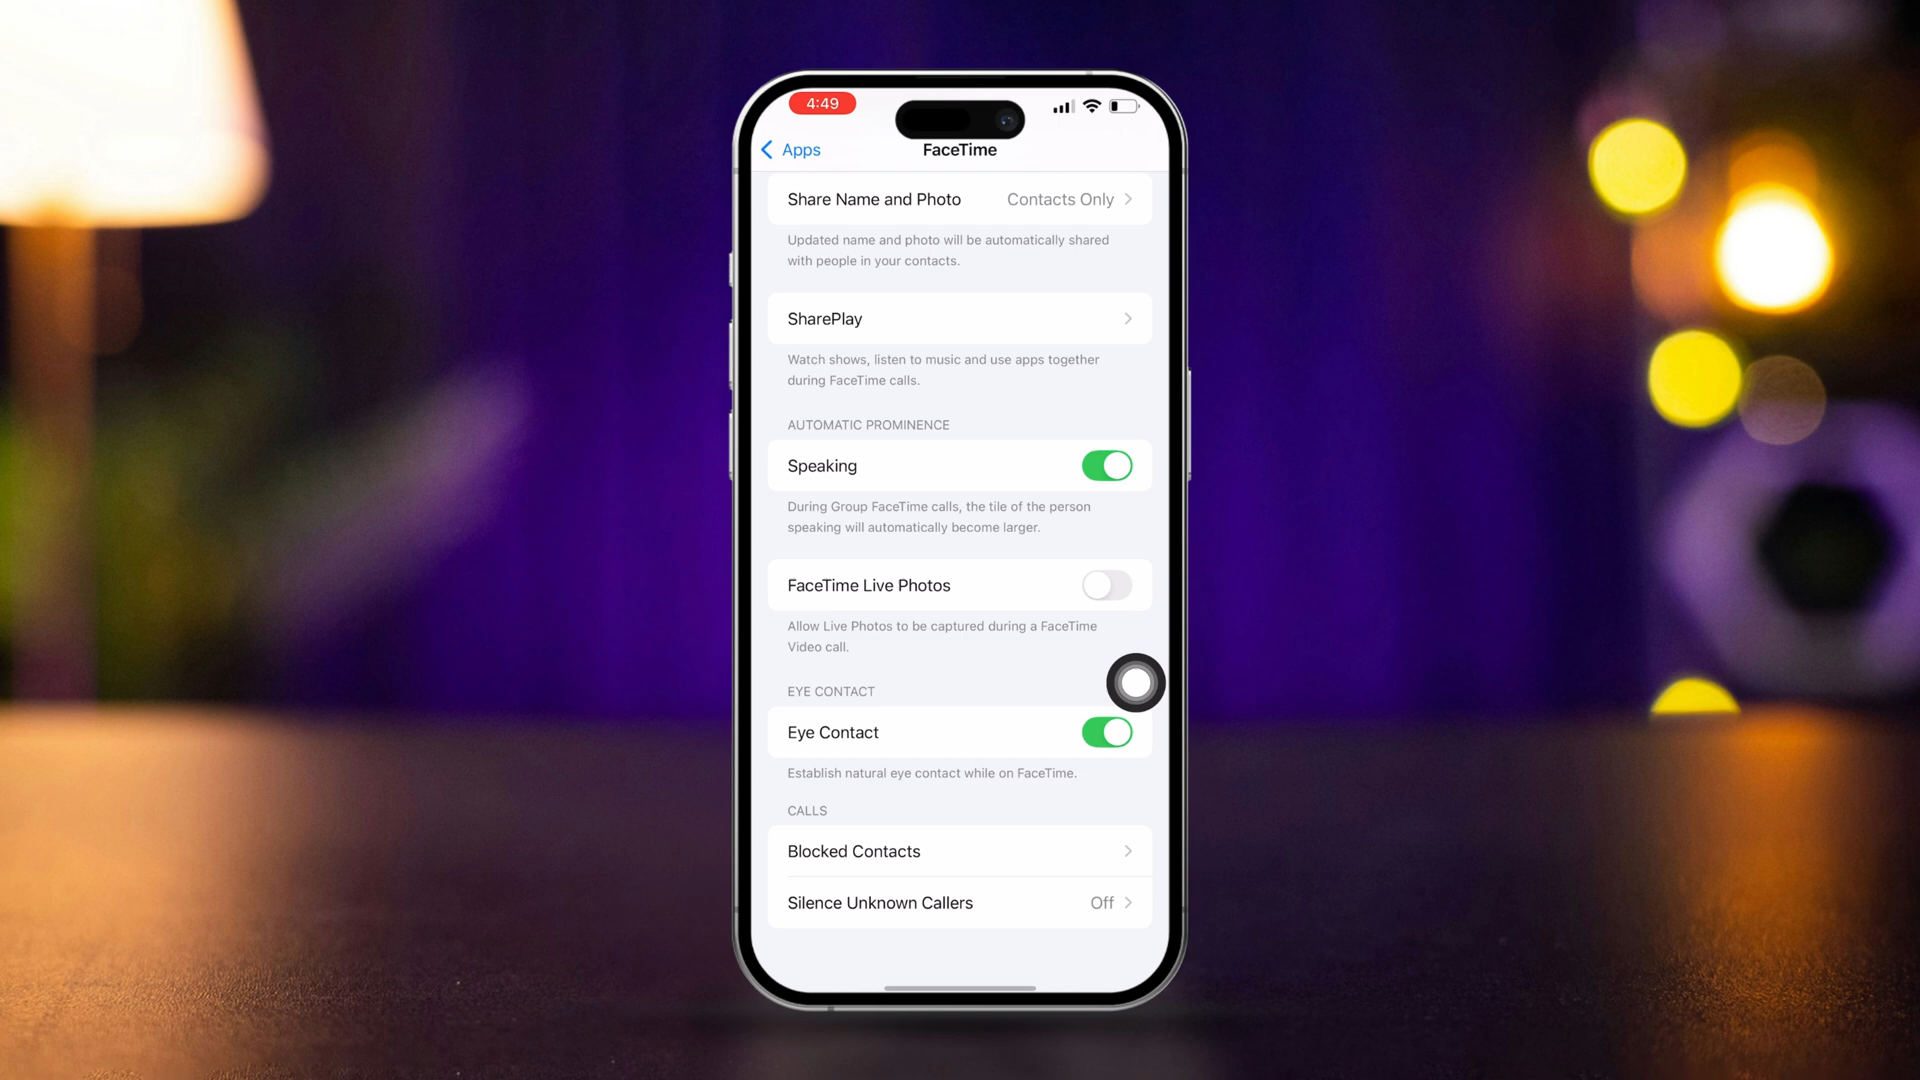 4:49
Apps
FaceTime
Share Name and Photo Contacts Only
Updated name and photo will be automatically shared
with people in your contacts.
SharePlay
Watch shows, listen to music and use apps together
during FaceTime calls.
AUTOMATIC PROMINENCE
Speaking
During Group FaceTime calls, the tile of the person
speaking will automatically become larger.
FaceTime Live Photos
Allow Live Photos to be captured during a FaceTime
Video call.
EYE CONTACT
Eye Contact
Establish natural eye contact while on FaceTime.
CALLS
Blocked Contacts
Silence Unknown Callers Off